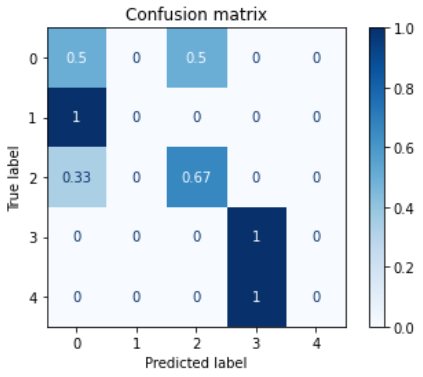 Confusion matrix
0 0.5 0 0.5 0 0
1 1 0 0 0 0
2 0.33 0 0.67 0 0
3 0 0 0 1 0
4 0 0 0 1 0
0 1 2 3 4
Predicted label
True label
1.0
0.8
0.6
0.4
0.2
0.0